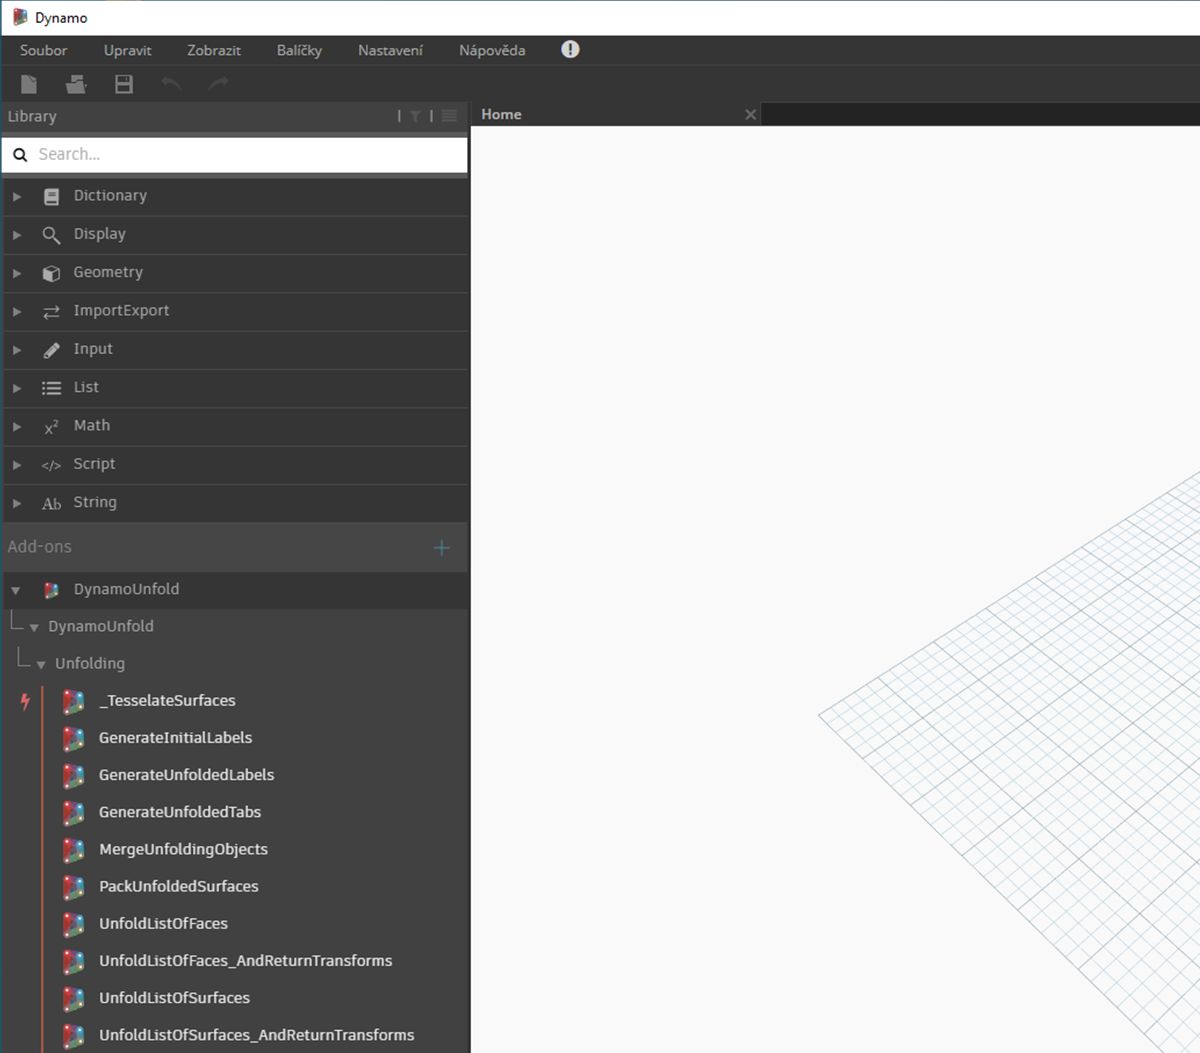 Dynamo
Soubor Upravit Zobrazit Balíčky Nastavení Nápověda
Library
Home
Search...
Dictionary
Display
Geometry
ImportExport
Input
List
x² Math
</> Script
Ab String
Add-ons
DynamoUnfold
DynamoUnfold
Unfolding
_TesselateSurfaces
GenerateInitialLabels
GenerateUnfoldedLabels
GenerateUnfoldedTabs
MergeUnfoldingObjects
PackUnfoldedSurfaces
UnfoldListOfFaces
UnfoldListOfFaces_AndReturnTransforms
UnfoldListOfSurfaces
UnfoldListOfSurfaces_AndReturnTransforms